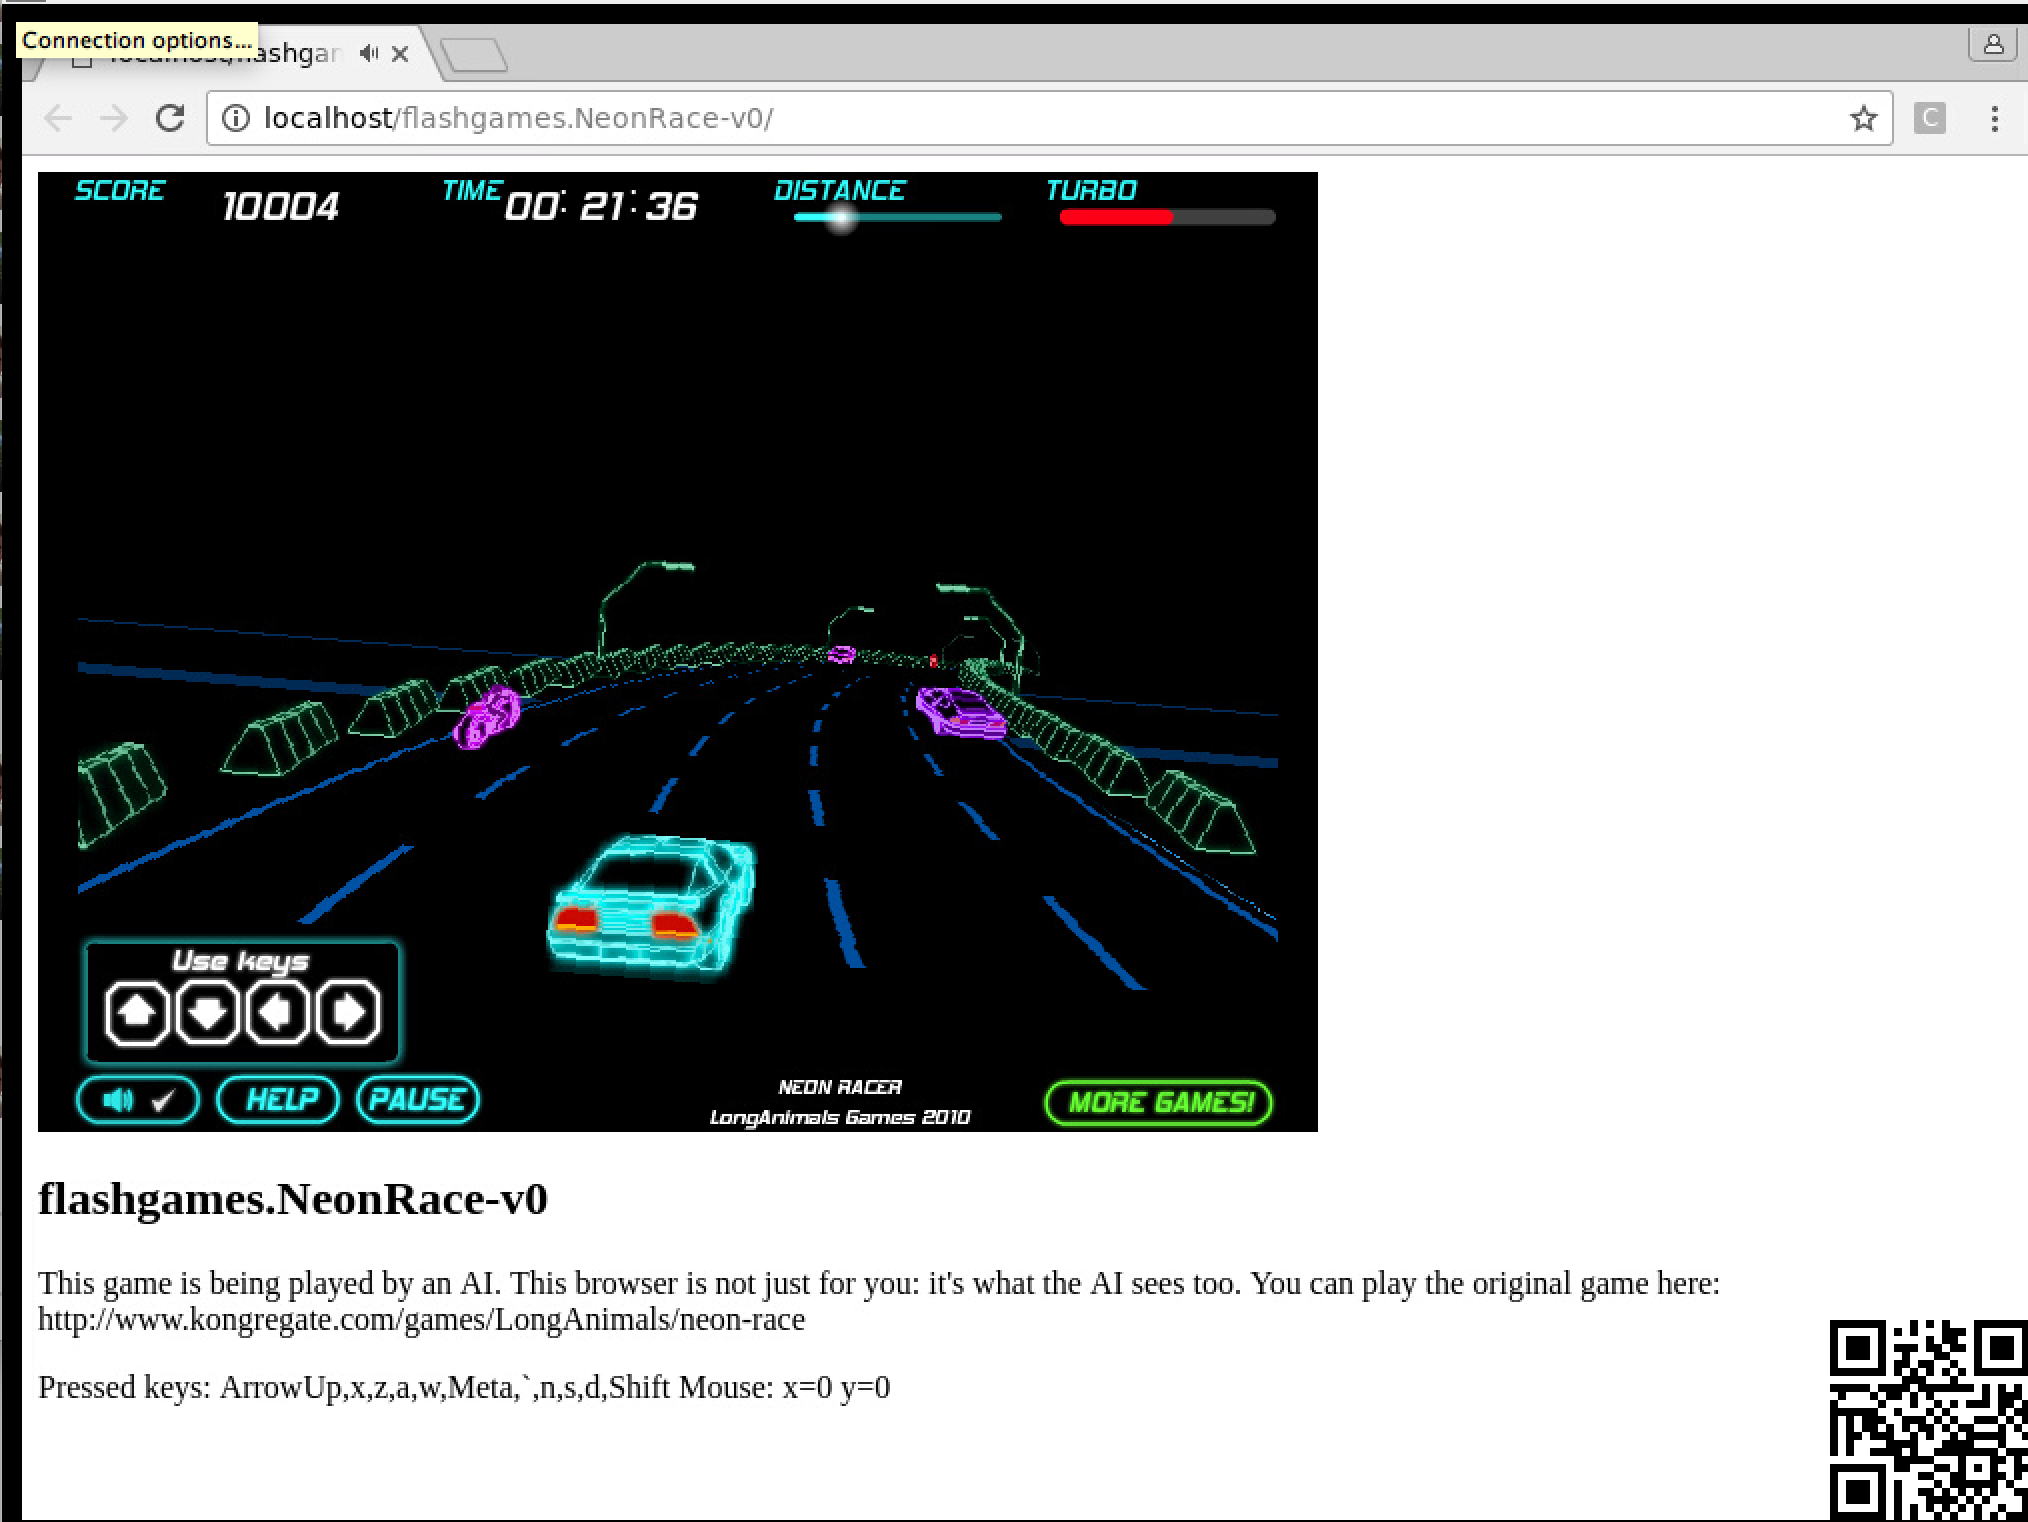 Connection options...
localhost/flashgar
localhost/flashgames.NeonRace-v0/
C
SCORE 10004 TIME 00:21:36 DISTANCE TURBO
Use keys
HELP PAUSE
NEON RACER
LongAnimals Games 2010
MORE GAMES!
flashgames.NeonRace-v0
This game is being played by an AI. This browser is not just for you: it's what the AI sees too. You can play the original game here:
http://www.kongregate.com/games/LongAnimals/neon-race
Pressed keys: ArrowUp,x,z,a,w,Meta,`,n,s,d,Shift Mouse: x=0 y=0